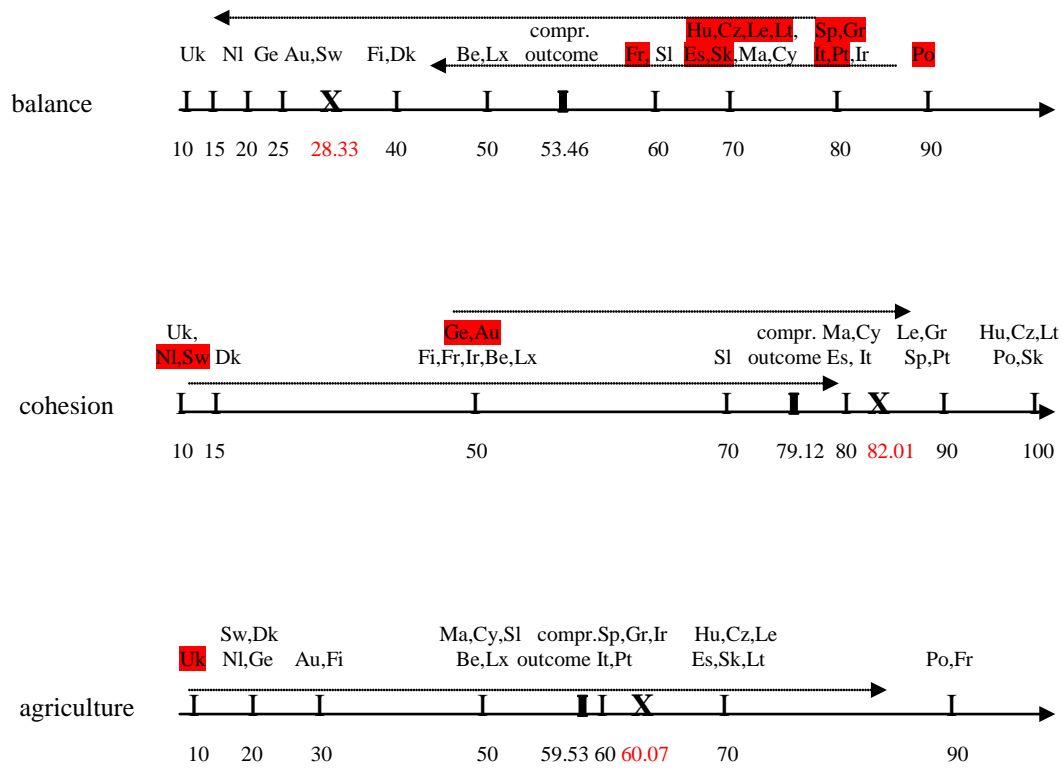 compr. Hu,Cz,Le,Lt, Sp,Gr
Uk Nl Ge Au,Sw Fi,Dk Be,Lx outcome Fr, Sl Es,Sk,Ma,Cy It,Pt,Ir Po
balance I I I I X I I I I I I I
10 15 20 25 28.33 40 50 53.46 60 70 80 90
Uk, Ge,Au compr. Ma,Cy Le,Gr Hu,Cz,Lt
Nl,Sw Dk Fi,Fr,Ir,Be,Lx Sl outcome Es, It Sp,Pt Po,Sk
cohesion I I I I I I X I I
10 15 50 70 79.12 80 82.01 90 100
Sw,Dk Ma,Cy,Sl compr.Sp,Gr,Ir Hu,Cz,Le
Uk Nl,Ge Au,Fi Be,Lx outcome It,Pt Es,Sk,Lt Po,Fr
agriculture I I I I I I X I I
10 20 30 50 59.53 60 60.07 70 90